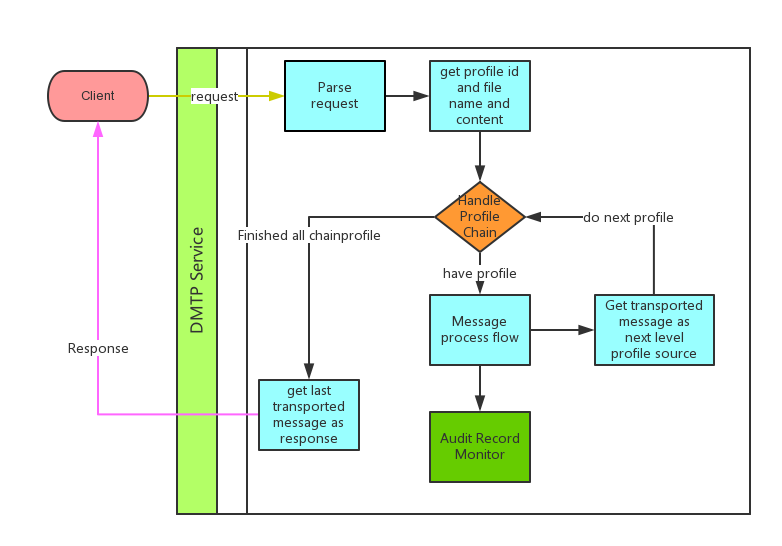 Client
request
Parse
request
get profile id
and file
name and
content
Handle
Profile
Chain
do next profile
Finished all chainprofile
have profile
DMTP Service
Message
process flow
Get transported
message as
next level
profile source
Response
get last
transported
message as
response
Audit Record
Monitor